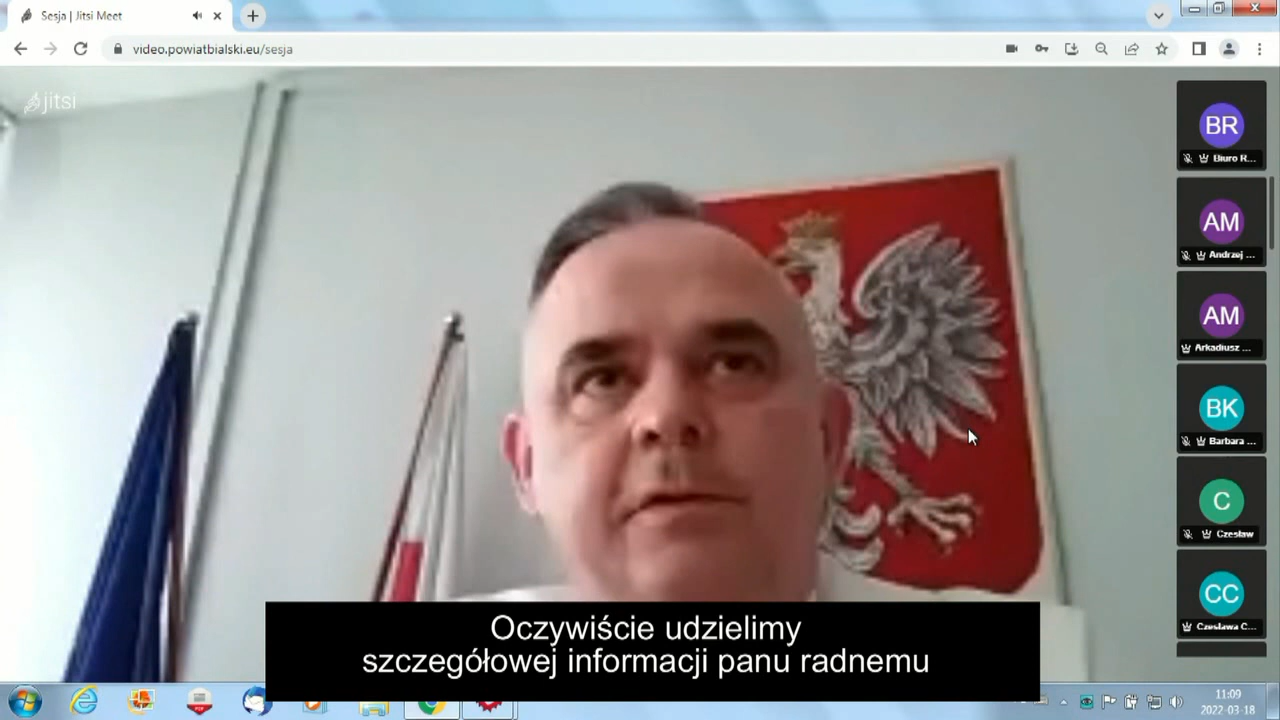 Sesja | Jitsi Meet
video.powiatbialski.eu/sesja
jitsi
BR
Biuro R...
AM
Andrzej ...
AM
Arkadiusz ...
BK
Barbara ...
C
Czesław
CC
Czesława C...
Oczywiście udzielimy
szczegółowej informacji panu radnemu
11:09
2022-03-18